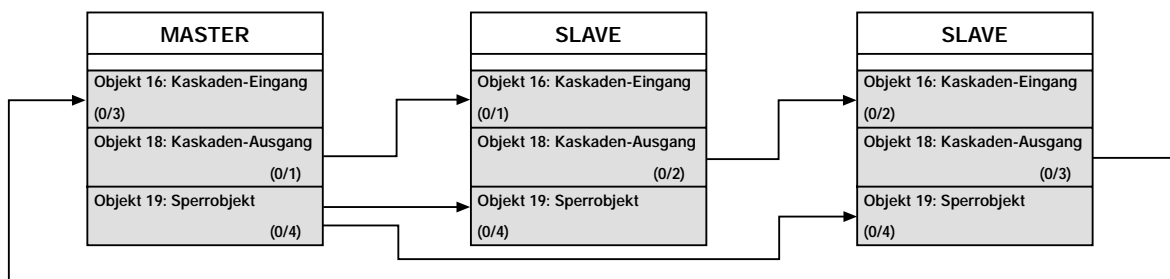 MASTER
Objekt 16: Kaskaden-Eingang
(0/3)
Objekt 18: Kaskaden-Ausgang
(0/1)
Objekt 19: Sperrobjekt
(0/4)
SLAVE
Objekt 16: Kaskaden-Eingang
(0/1)
Objekt 18: Kaskaden-Ausgang
(0/2)
Objekt 19: Sperrobjekt
(0/4)
SLAVE
Objekt 16: Kaskaden-Eingang
(0/2)
Objekt 18: Kaskaden-Ausgang
(0/3)
Objekt 19: Sperrobjekt
(0/4)